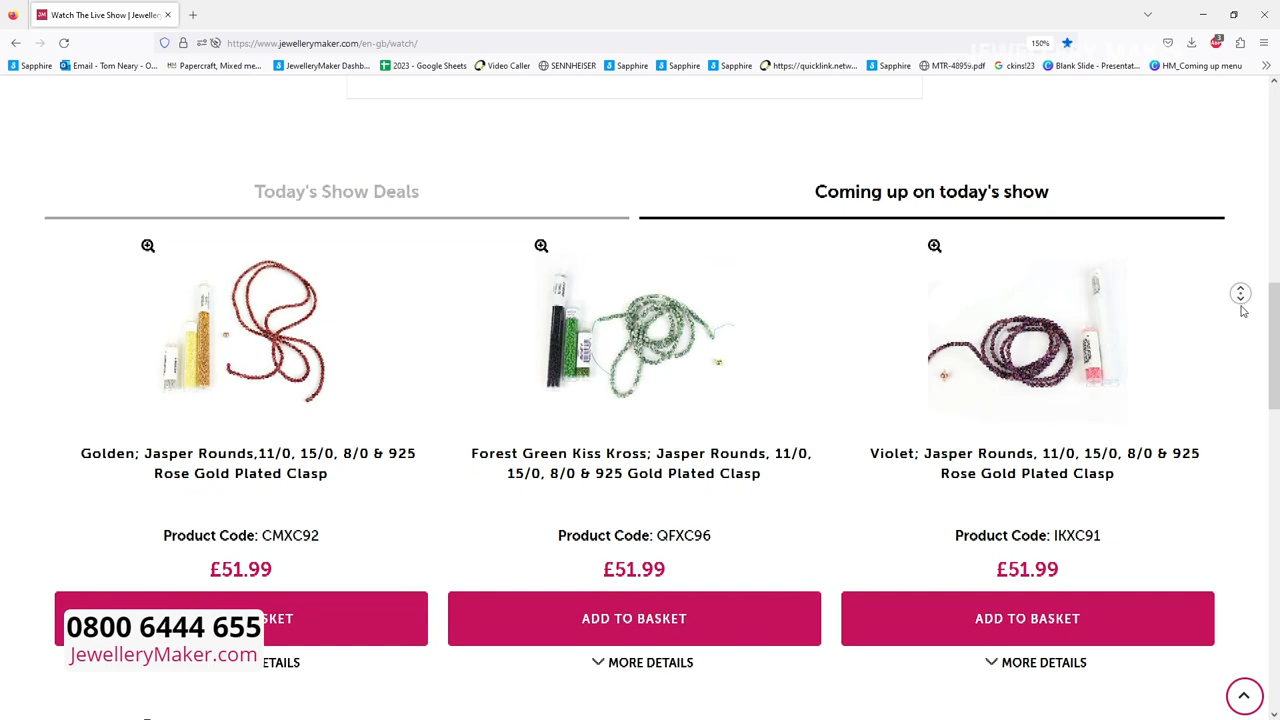 Watch The Live Show | Jeweller
https://www.jewellerymaker.com/en-gb/watch/
150%
Sapphire
Email - Tom Neary - O...
Papercraft, Mixed me...
JewelleryMaker Dashb...
2023 - Google Sheets
Video Caller
SENNHEISER
Sapphire
Sapphire
Sapphire
https://quicklink.netw...
Sapphire
MTR-48959.pdf
ckins!23
Blank Slide - Presentat...
HM_Coming up menu
Today's Show Deals
Coming up on today's show
Golden; Jasper Rounds,11/0, 15/0, 8/0 & 925
Rose Gold Plated Clasp
Product Code: CMXC92
£51.99
SKET
ETAILS
Forest Green Kiss Kross; Jasper Rounds, 11/0,
15/0, 8/0 & 925 Gold Plated Clasp
Product Code: QFXC96
£51.99
ADD TO BASKET
MORE DETAILS
Violet; Jasper Rounds, 11/0, 15/0, 8/0 & 925
Rose Gold Plated Clasp
Product Code: IKXC91
£51.99
ADD TO BASKET
MORE DETAILS
0800 6444 655
JewelleryMaker.com